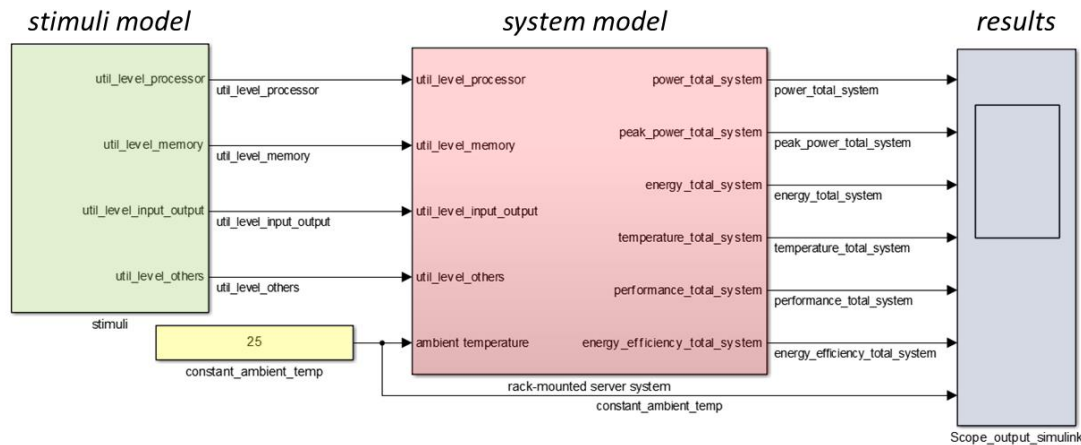 stimuli model
system model
results
util_level_processor
util_level_processor
util_level_processor
power_total_system
power_total_system
peak_power_total_system
peak_power_total_system
util_level_memory
util_level_memory
util_level_memory
energy_total_system
energy_total_system
util_level_input_output
util_level_input_output
util_level_input_output
temperature_total_system
temperature_total_system
util_level_others
util_level_others
util_level_others
performance_total_system
performance_total_system
stimuli
25
ambient temperature
energy_efficiency_total_system
energy_efficiency_total_system
constant_ambient_temp
rack-mounted server system
constant_ambient_temp
Scope_output_simulink